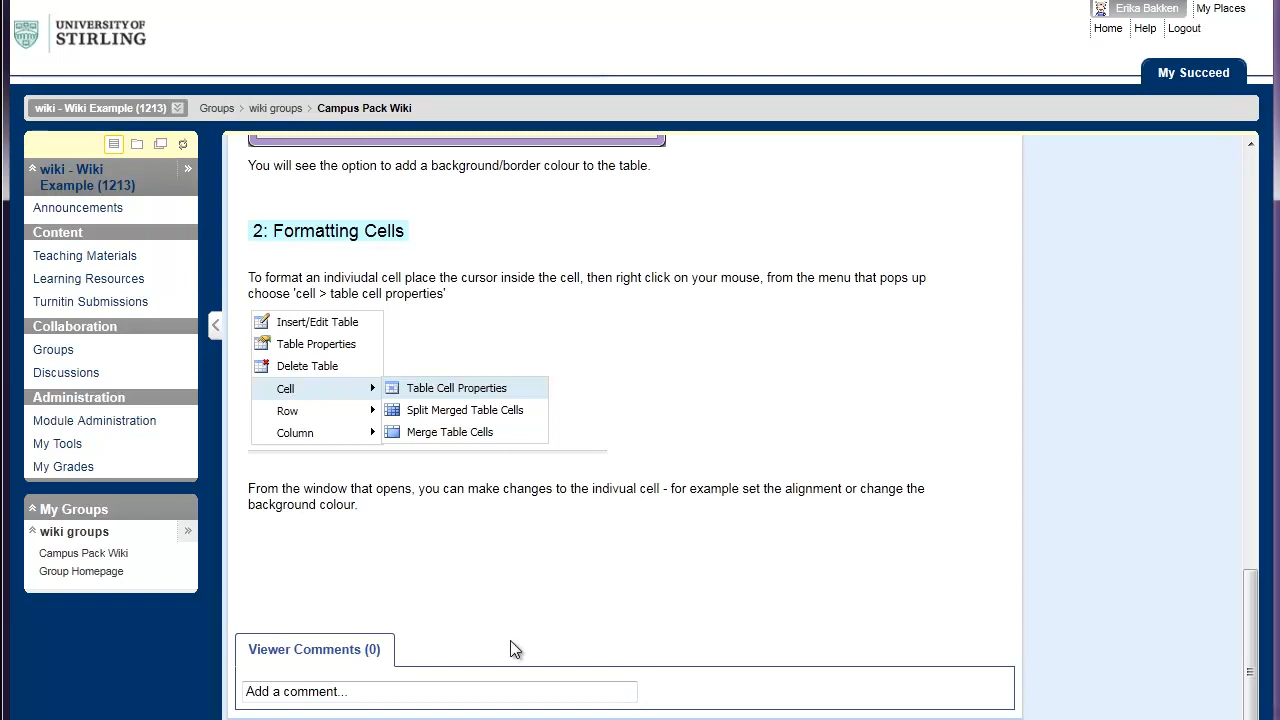 UNIVERSITY OF
STIRLING
Erika Bakken
My Places
Home
Help
Logout
My Succeed
wiki - Wiki Example (1213)
Groups > wiki groups > Campus Pack Wiki
wiki - Wiki
Example (1213)
Announcements
Content
Teaching Materials
Learning Resources
Turnitin Submissions
Collaboration
Groups
Discussions
Administration
Module Administration
My Tools
My Grades
My Groups
wiki groups
Campus Pack Wiki
Group Homepage
You will see the option to add a background/border colour to the table.
2: Formatting Cells
To format an indiviudal cell place the cursor inside the cell, then right click on your mouse, from the menu that pops up
choose 'cell > table cell properties'
Insert/Edit Table
Table Properties
Delete Table
Cell
Row
Column
Table Cell Properties
Split Merged Table Cells
Merge Table Cells
From the window that opens, you can make changes to the indivual cell - for example set the alignment or change the
background colour.
Viewer Comments (0)
Add a comment...